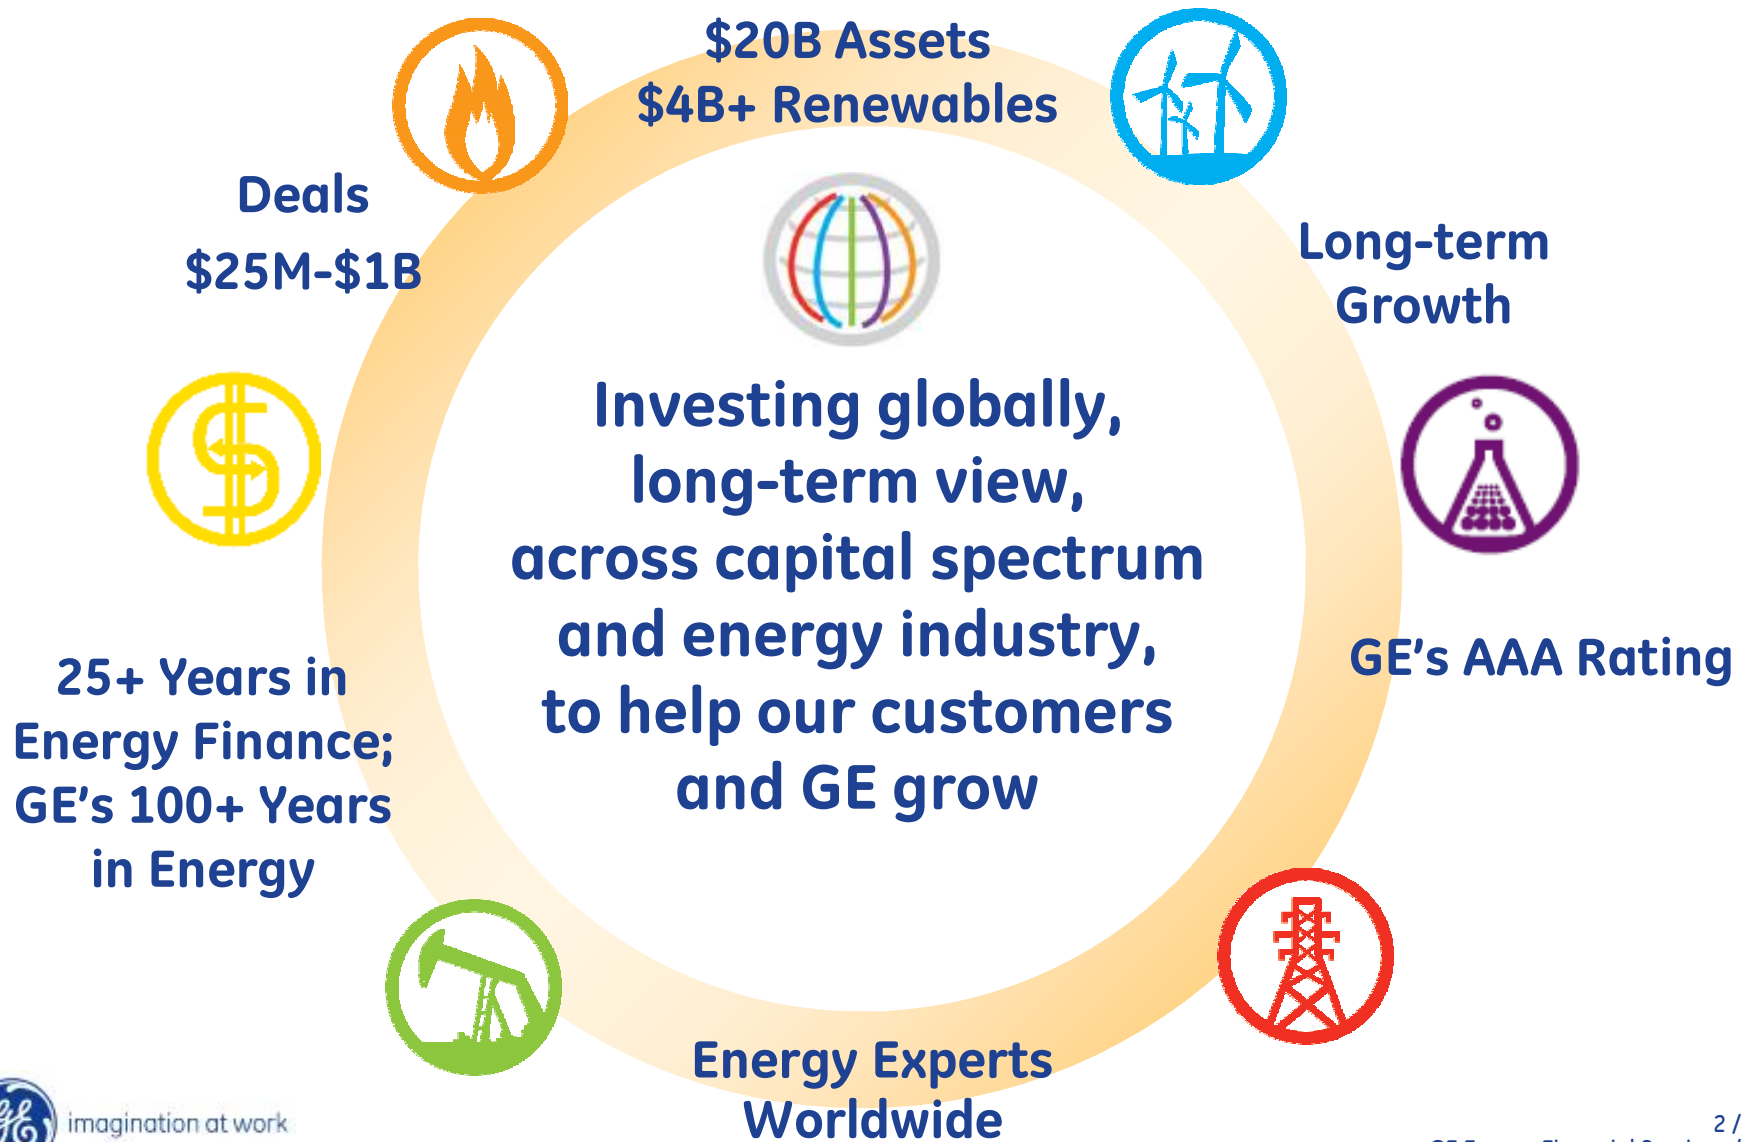 $20B Assets
$4B+ Renewables
Deals
$25M-$1B
Long-term
Growth
Investing globally,
long-term view,
across capital spectrum
and energy industry,
to help our customers
and GE grow
GE’s AAA Rating
25+ Years in
Energy Finance;
GE’s 100+ Years
in Energy
Energy Experts
Worldwide
imagination at work
2 /